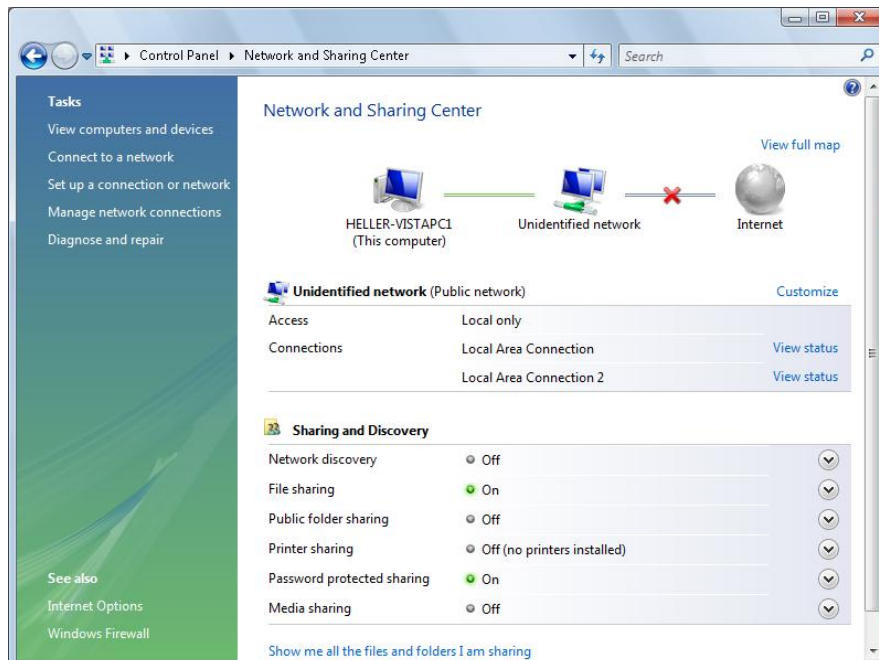 Control Panel Network and Sharing Center Search
Tasks
View computers and devices
Connect to a network
Set up a connection or network
Manage network connections
Diagnose and repair
See also
Internet Options
Windows Firewall
Network and Sharing Center
View full map
HELLER-VISTAPC1
(This computer)
Unidentified network
Internet
Unidentified network (Public network) Customize
Access Local only
Connections Local Area Connection View status
Local Area Connection 2 View status
Sharing and Discovery
Network discovery Off
File sharing On
Public folder sharing Off
Printer sharing Off (no printers installed)
Password protected sharing On
Media sharing Off
Show me all the files and folders I am sharing